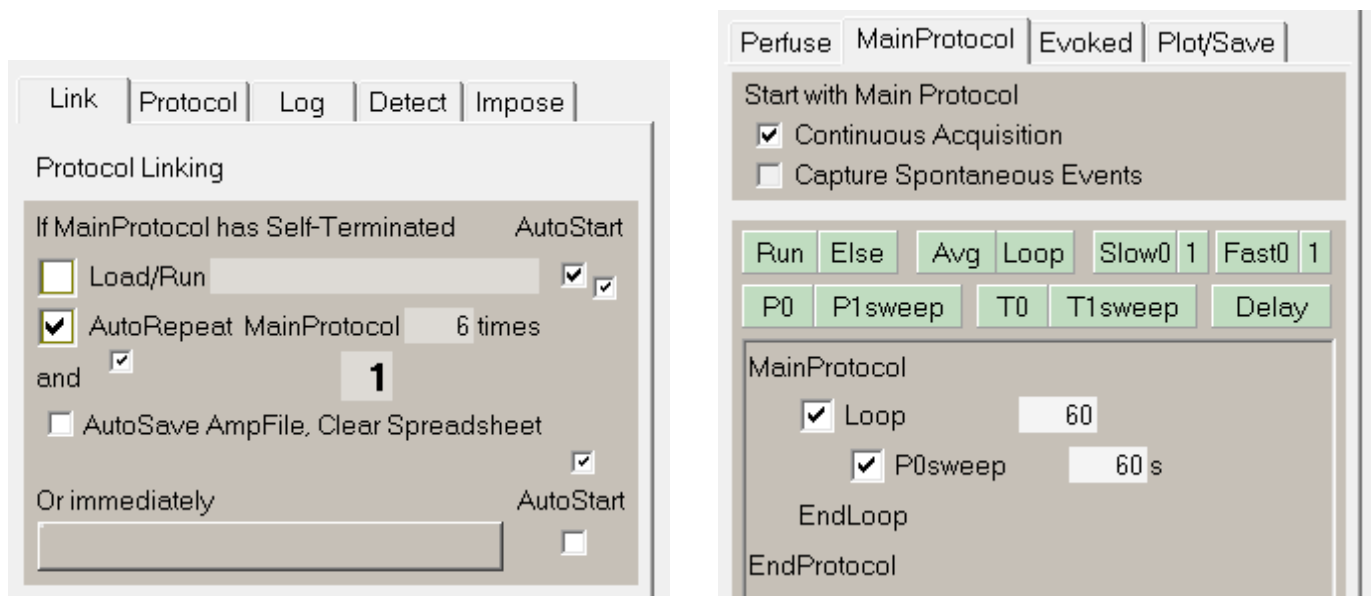 Link Protocol Log Detect Impose
Protocol Linking
If MainProtocol has Self-Terminated AutoStart
Load/Run
AutoRepeat MainProtocol 6 times
and 1
AutoSave AmpFile, Clear Spreadsheet
Or immediately AutoStart
Perfuse MainProtocol Evoked Plot/Save
Start with Main Protocol
Continuous Acquisition
Capture Spontaneous Events
Run Else Avg Loop Slow0 1 Fast0 1
P0 P1sweep T0 T1sweep Delay
MainProtocol
Loop 60
P0sweep 60 s
EndLoop
EndProtocol